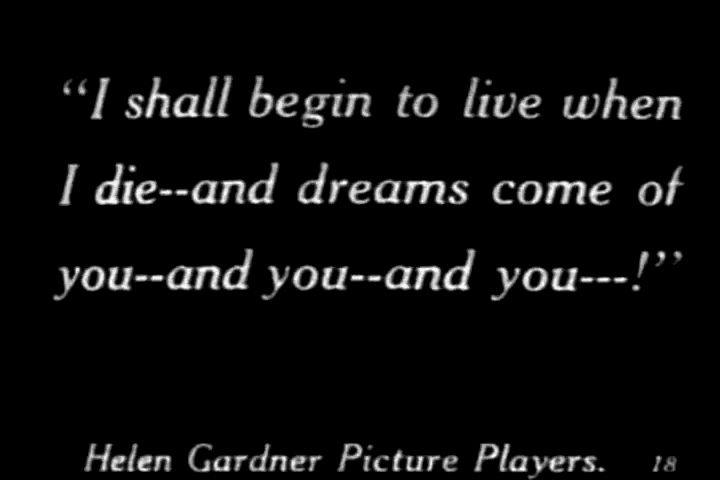 “I shall begin to live when
I die--and dreams come of
you--and you--and you---!”
Helen Gardner Picture Players. 18